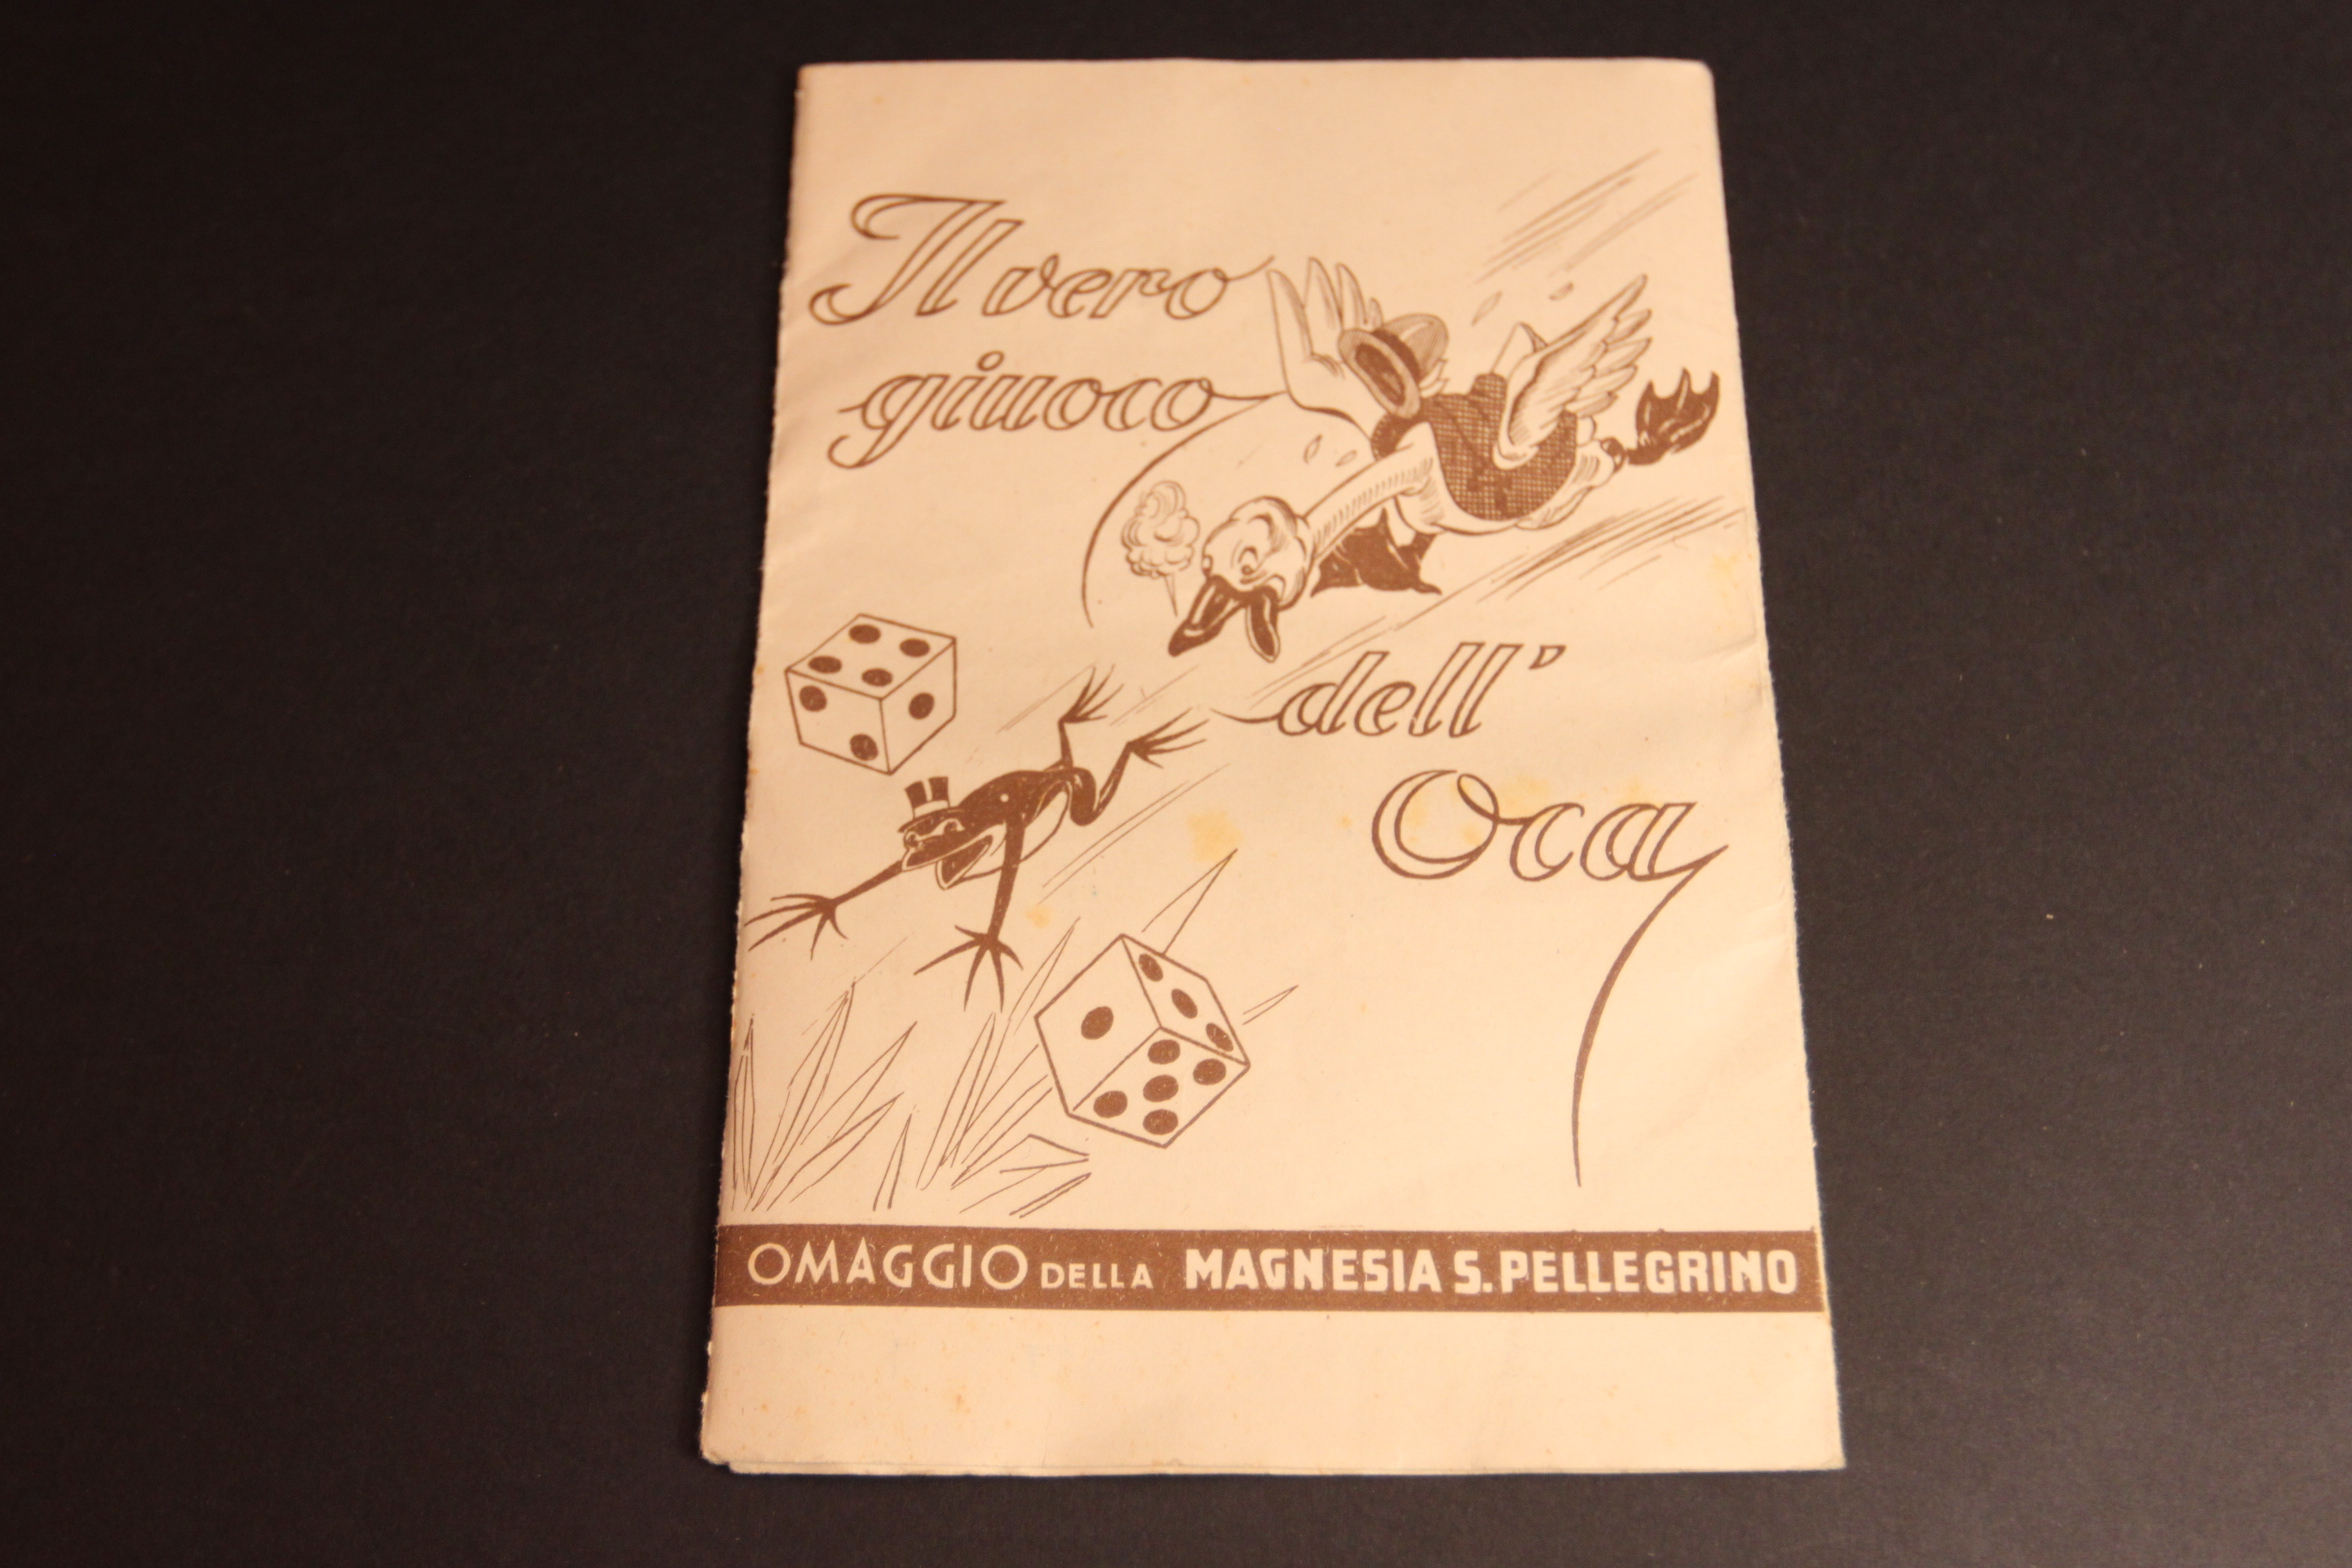 Il vero
giuoco
dell'
Oca
OMAGGIO DELLA MAGNESIA S. PELLEGRINO